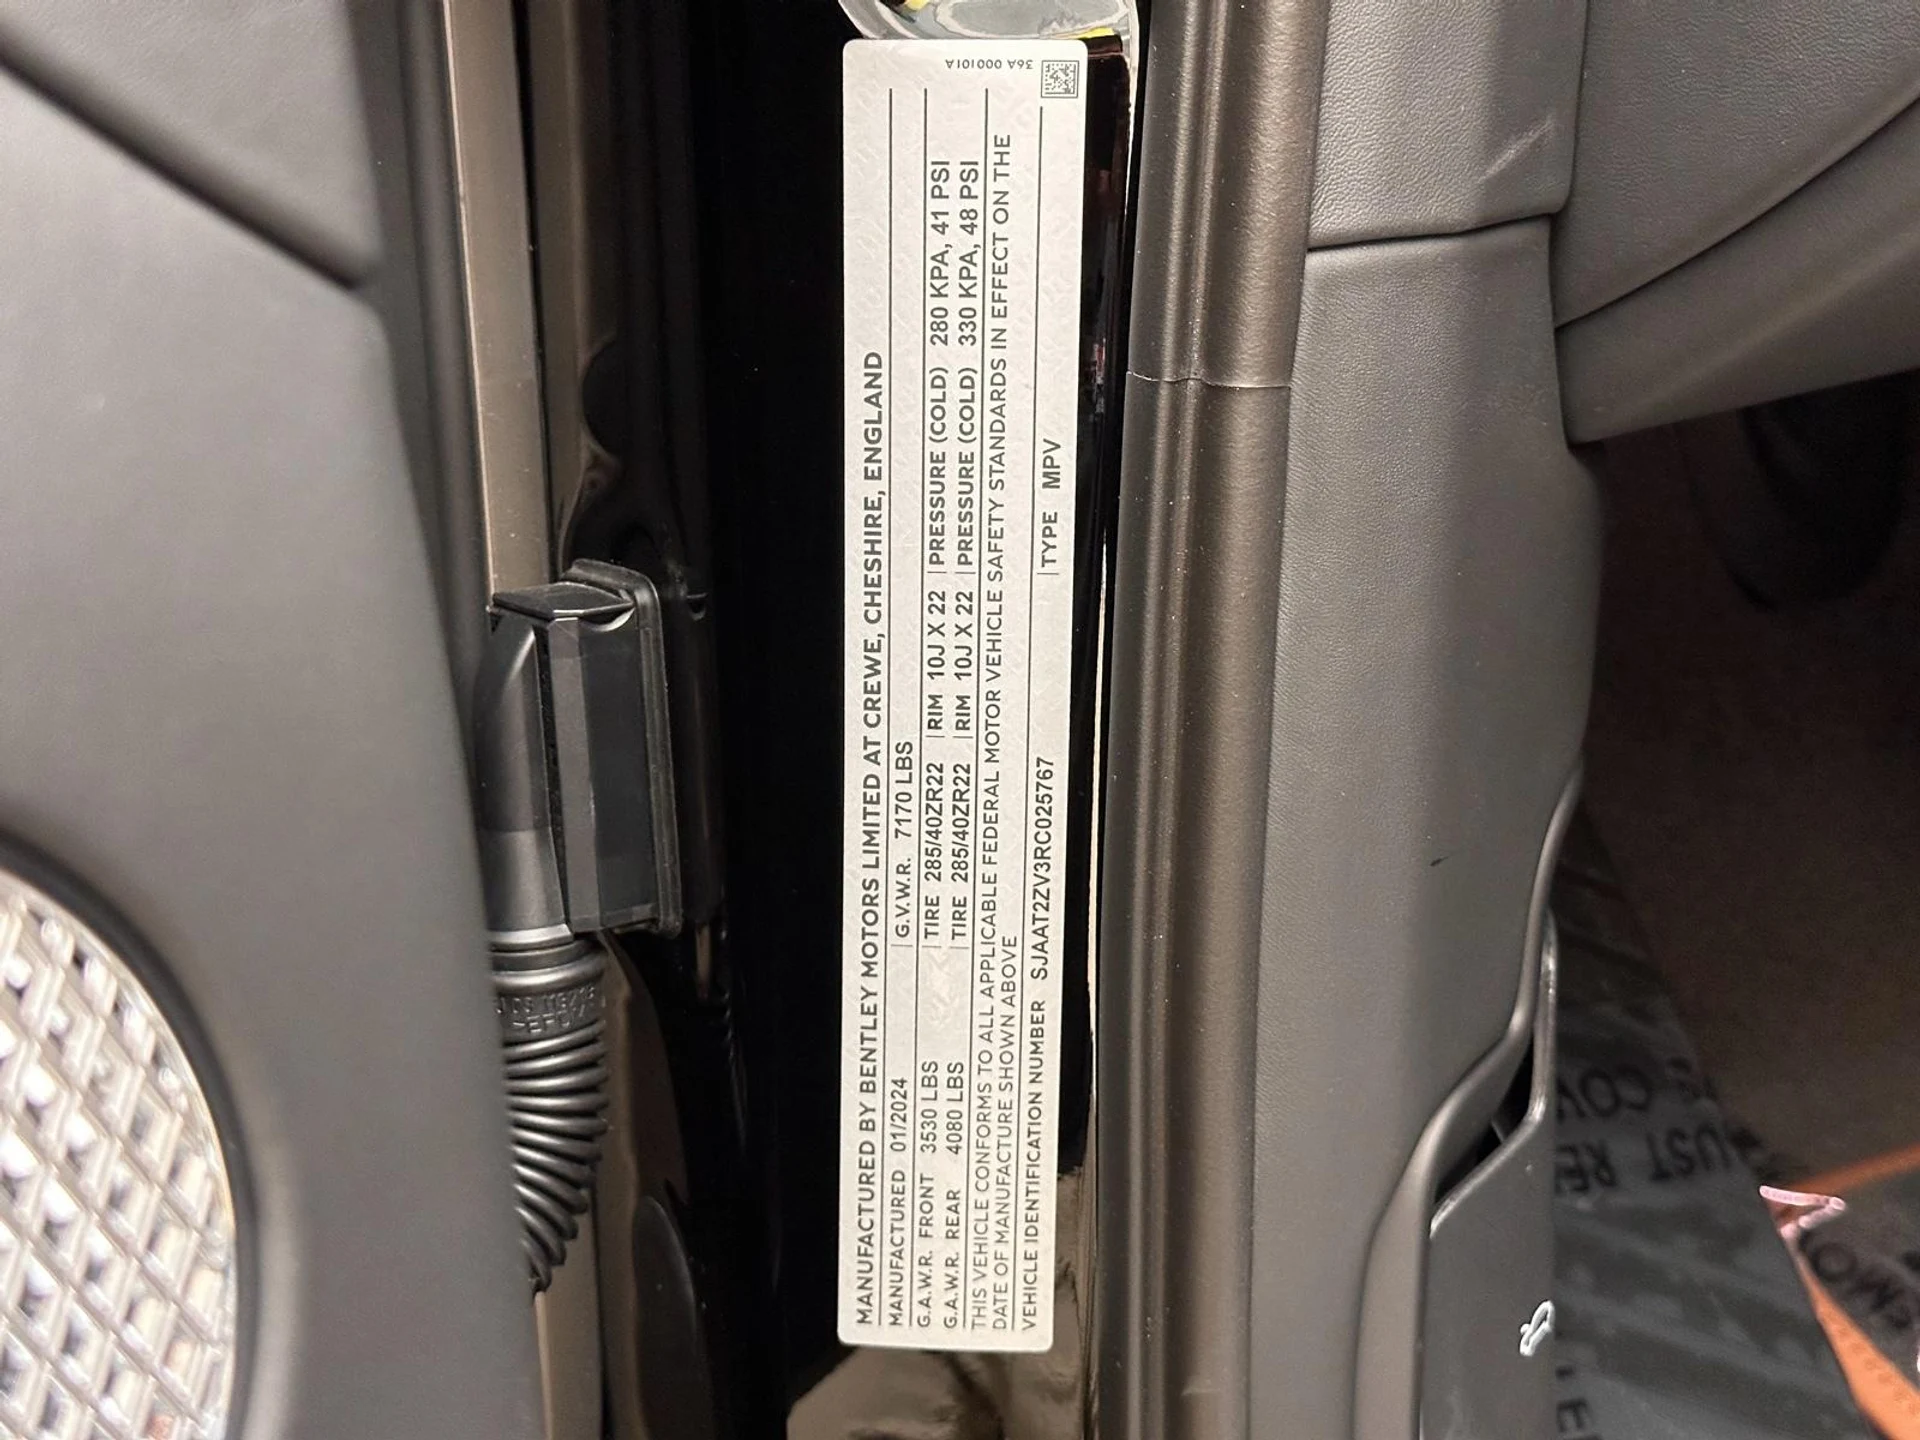 MANUFACTURED BY BENTLEY MOTORS LIMITED AT CREWE, CHESHIRE, ENGLAND
MANUFACTURED 01/2024 G.V.W.R. 7170 LBS
G.A.W.R. FRONT 3530 LBS TIRE 285/40ZR22 RIM 10J X 22 PRESSURE (COLD) 280 KPA, 41 PSI
G.A.W.R. REAR 4080 LBS TIRE 285/40ZR22 RIM 10J X 22 PRESSURE (COLD) 330 KPA, 48 PSI
THIS VEHICLE CONFORMS TO ALL APPLICABLE FEDERAL MOTOR VEHICLE SAFETY STANDARDS IN EFFECT ON THE
DATE OF MANUFACTURE SHOWN ABOVE
VEHICLE IDENTIFICATION NUMBER SJAAT2ZV3RC025767 TYPE MPV
36A 000101A